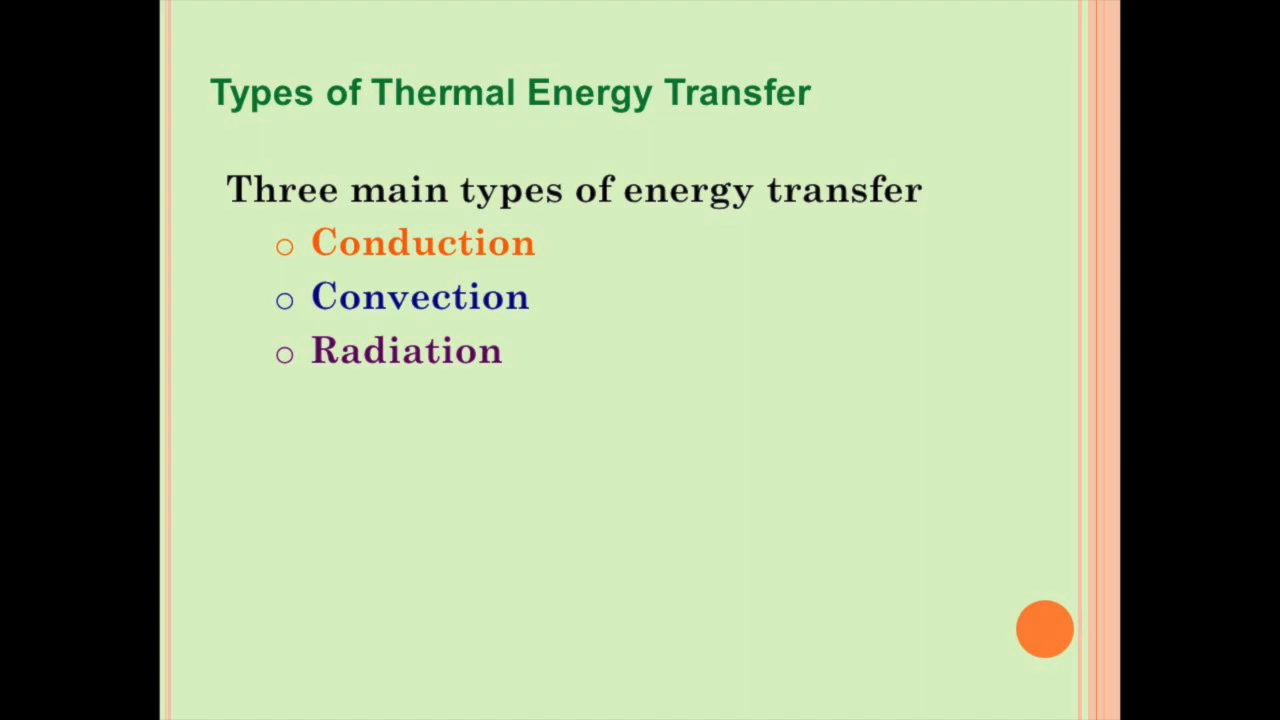 Types of Thermal Energy Transfer
Three main types of energy transfer
Conduction
Convection
Radiation